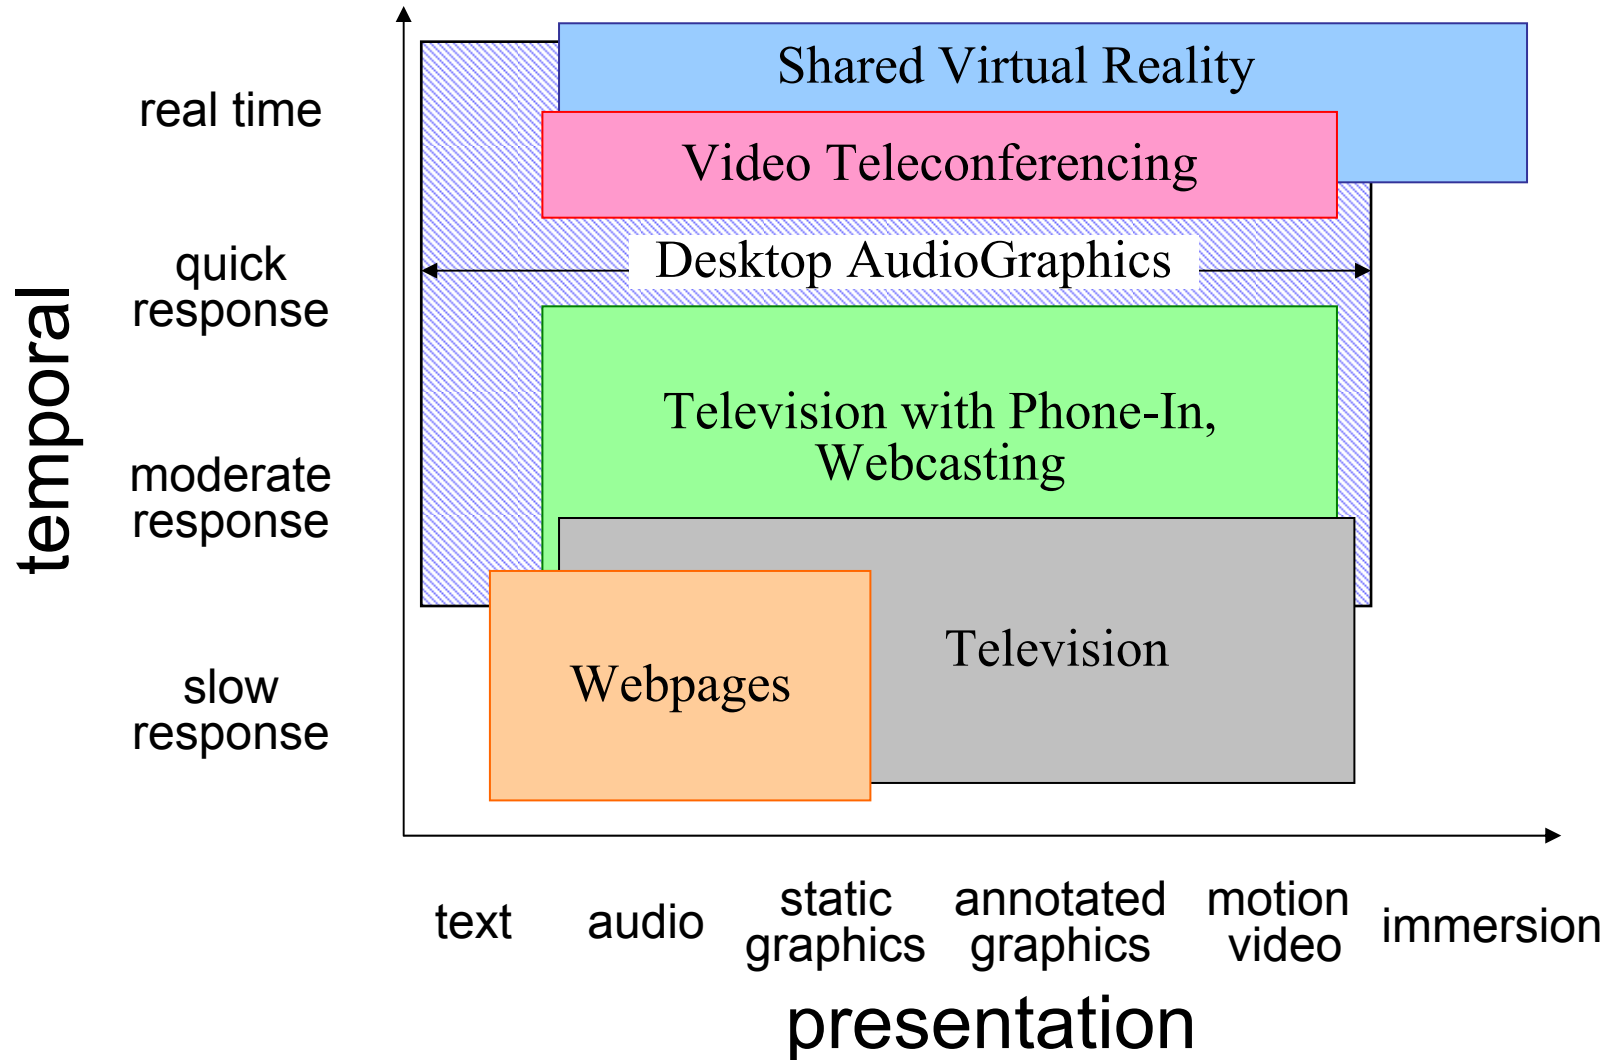 temporal
real time
quick
response
moderate
response
slow
response
Shared Virtual Reality
Video Teleconferencing
Desktop AudioGraphics
Television with Phone-In,
Webcasting
Television
Webpages
text
audio
static
graphics
annotated
graphics
motion
video
immersion
presentation